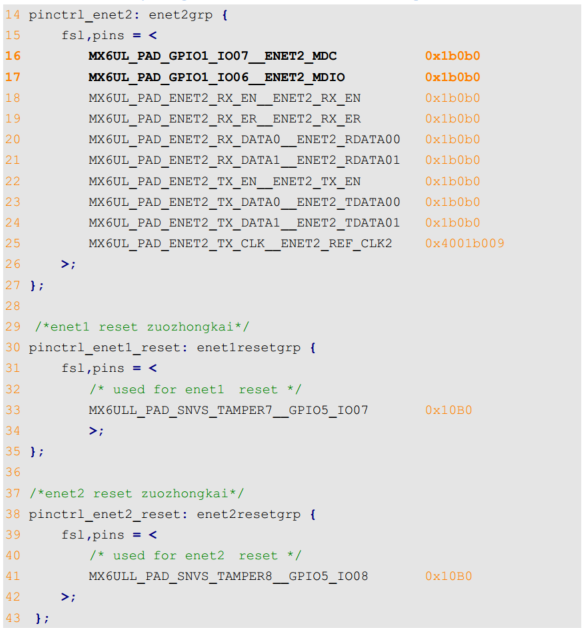 14 pinctrl_enet2: enet2grp {
15     fsl,pins = <
16         MX6UL_PAD_GPIO1_IO07__ENET2_MDC        0x1b0b0
17         MX6UL_PAD_GPIO1_IO06__ENET2_MDIO       0x1b0b0
18         MX6UL_PAD_ENET2_RX_EN__ENET2_RX_EN     0x1b0b0
19         MX6UL_PAD_ENET2_RX_ER__ENET2_RX_ER     0x1b0b0
20         MX6UL_PAD_ENET2_RX_DATA0__ENET2_RDATA00  0x1b0b0
21         MX6UL_PAD_ENET2_RX_DATA1__ENET2_RDATA01  0x1b0b0
22         MX6UL_PAD_ENET2_TX_EN__ENET2_TX_EN     0x1b0b0
23         MX6UL_PAD_ENET2_TX_DATA0__ENET2_TDATA00  0x1b0b0
24         MX6UL_PAD_ENET2_TX_DATA1__ENET2_TDATA01  0x1b0b0
25         MX6UL_PAD_ENET2_TX_CLK__ENET2_REF_CLK2  0x4001b009
26     >;
27 };
28
29 /*enet1 reset zuozhongkai*/
30 pinctrl_enet1_reset: enet1resetgrp {
31     fsl,pins = <
32         /* used for enet1 reset */
33         MX6ULL_PAD_SNVS_TAMPER7__GPIO5_IO07    0x10B0
34         >;
35 };
36
37 /*enet2 reset zuozhongkai*/
38 pinctrl_enet2_reset: enet2resetgrp {
39     fsl,pins = <
40         /* used for enet2 reset */
41         MX6ULL_PAD_SNVS_TAMPER8__GPIO5_IO08    0x10B0
42     >;
43 };